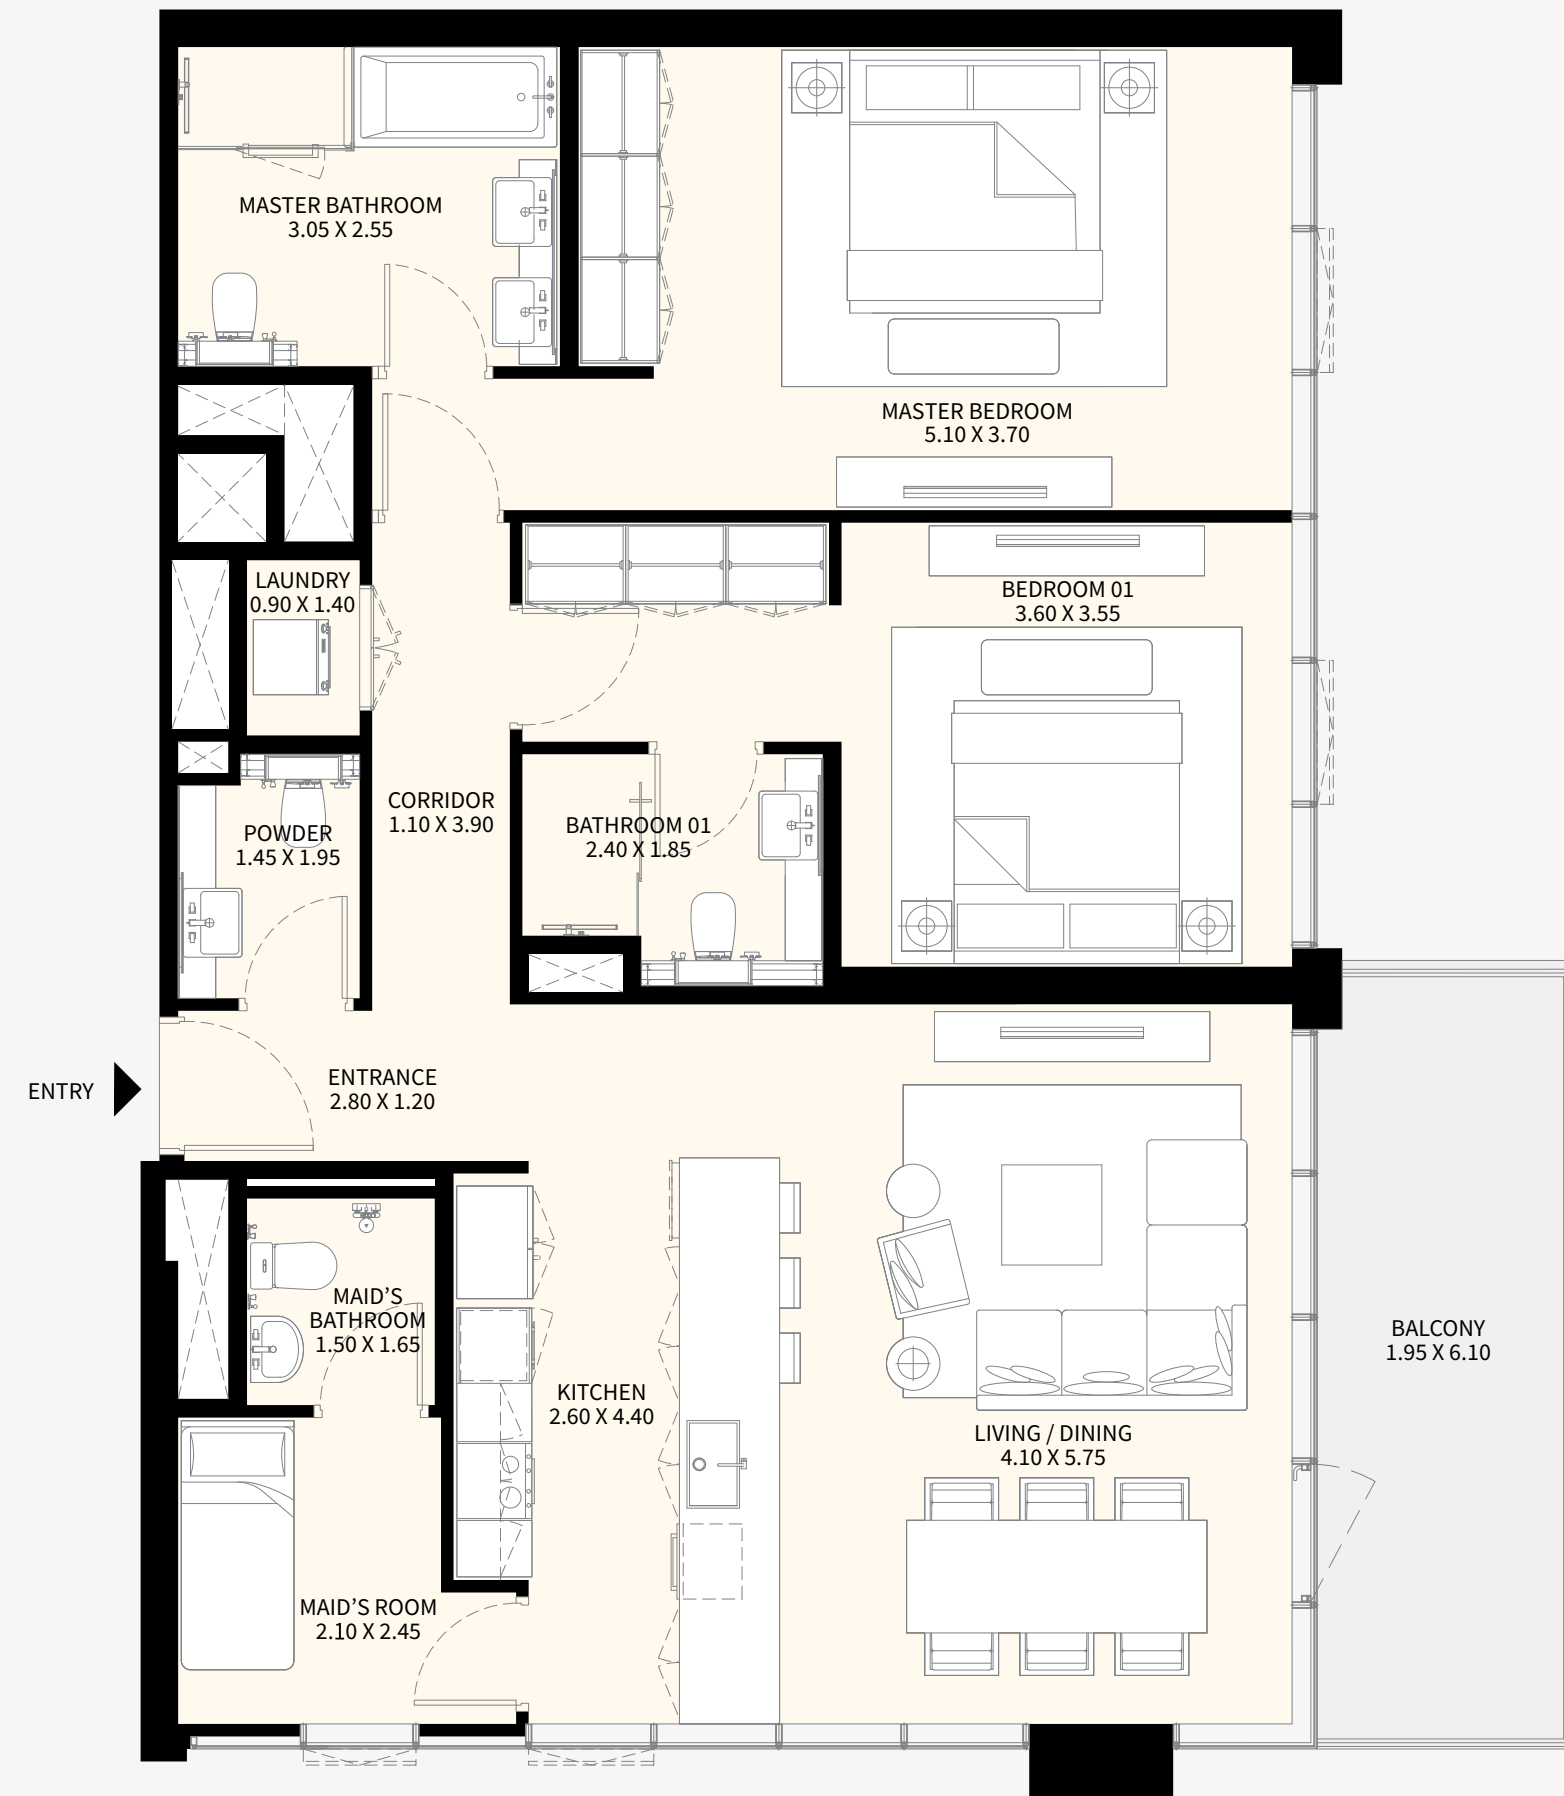 MASTER BATHROOM
3.05 X 2.55
MASTER BEDROOM
5.10 X 3.70
LAUNDRY
0.90 X 1.40
BEDROOM 01
3.60 X 3.55
CORRIDOR
1.10 X 3.90
POWDER
1.45 X 1.95
BATHROOM 01
2.40 X 1.85
ENTRY
ENTRANCE
2.80 X 1.20
MAID’S
BATHROOM
1.50 X 1.65
KITCHEN
2.60 X 4.40
BALCONY
1.95 X 6.10
LIVING / DINING
4.10 X 5.75
MAID’S ROOM
2.10 X 2.45